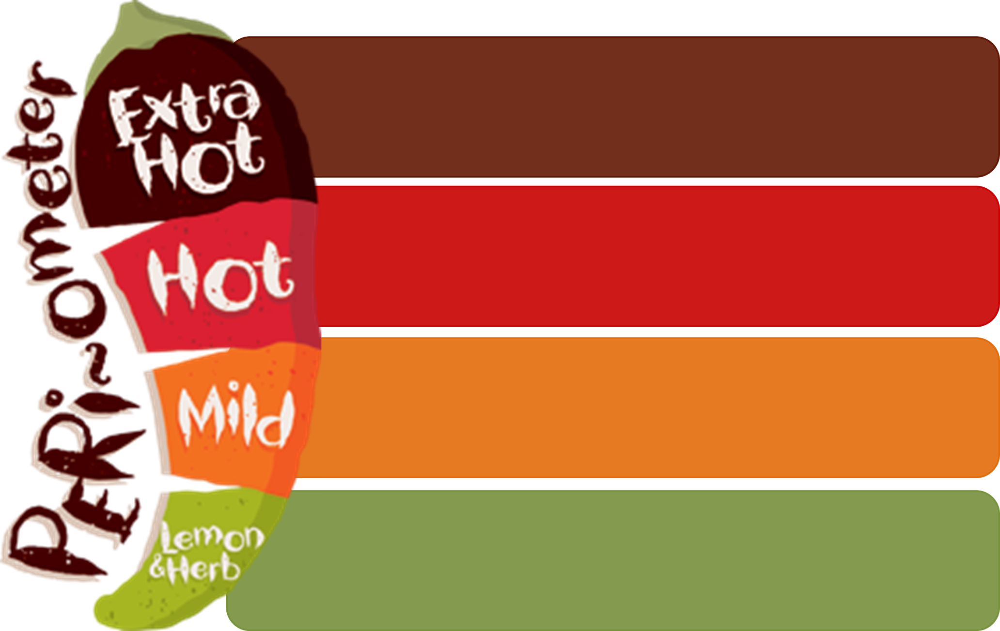 PERi-Ometer
Extra
Hot
Hot
Mild
Lemon
&Herb